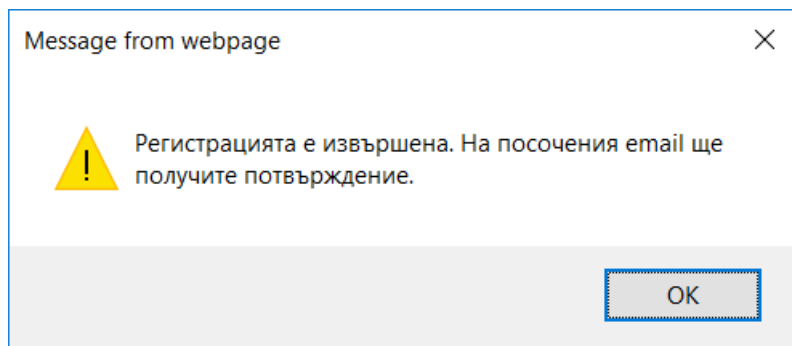 Message from webpage
Регистрацията е извършена. На посочения email ще
получите потвърждение.
OK